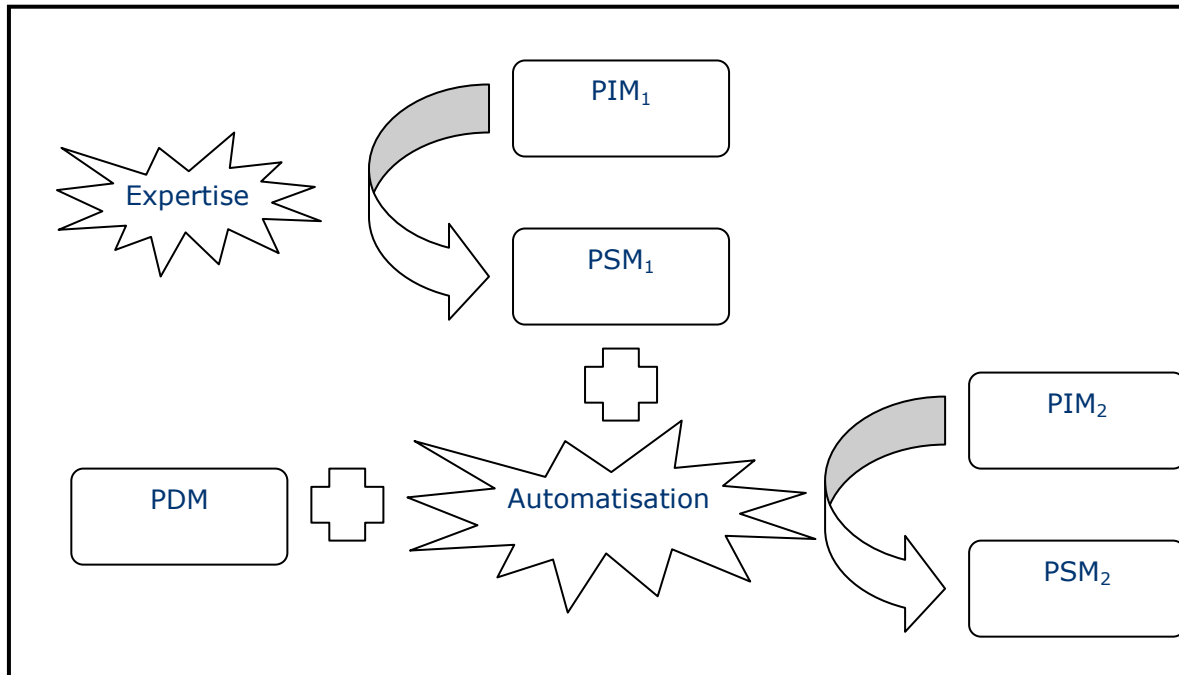 PIM₁
Expertise
PSM₁
PIM₂
PDM
Automatisation
PSM₂